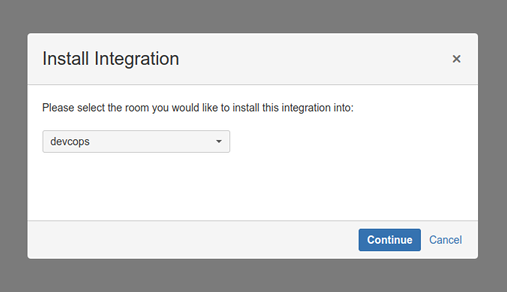 Install Integration
×
Please select the room you would like to install this integration into:
devcops
Continue Cancel